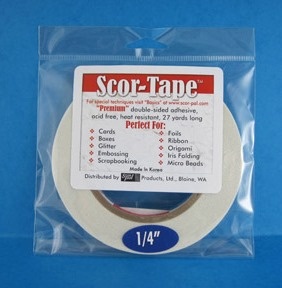 Scor-Tape™
For special techniques visit "Basics" at www.scor-pal.com
"Premium" double-sided adhesive,
acid free, heat resistant, 27 yards long
Perfect For:
• Cards
• Boxes
• Glitter
• Embossing
• Scrapbooking
• Foils
• Ribbon
• Origami
• Iris Folding
• Micro Beads
Made in Korea
Distributed by Products, Ltd., Blaine, WA
1/4"